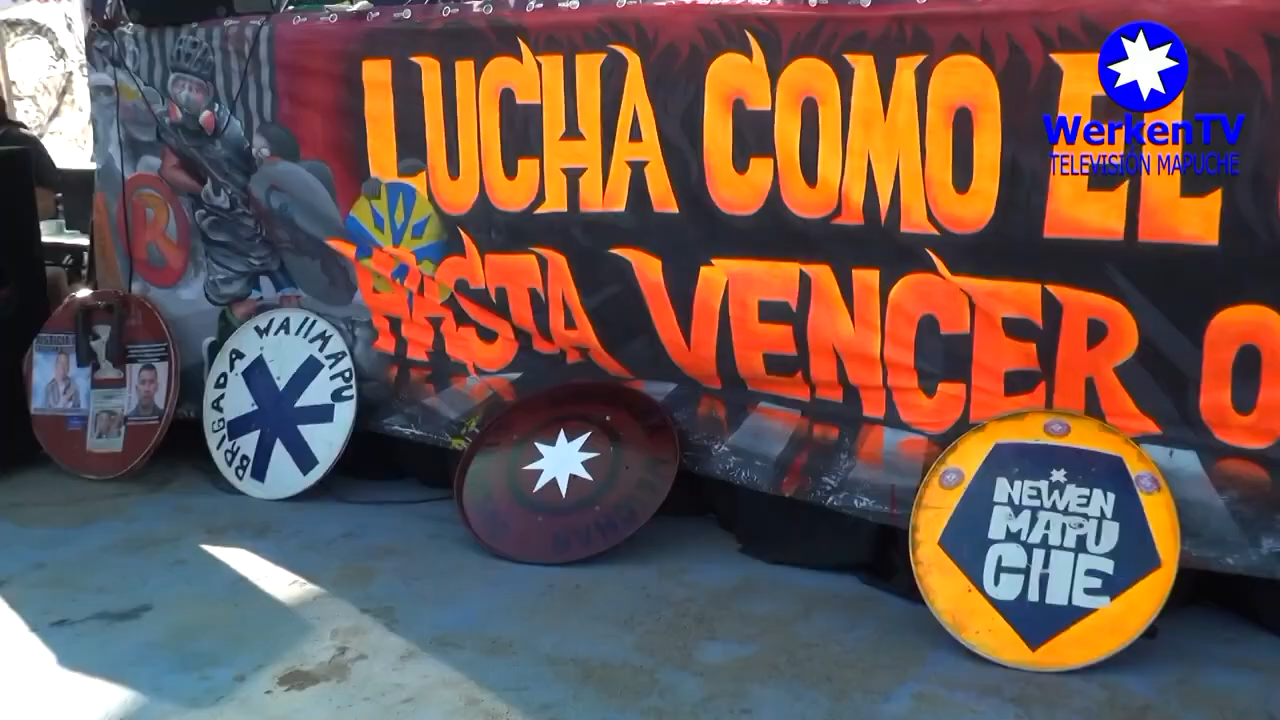 LUCHA COMO EL
HASTA VENCER O
WerkenTV
TELEVISIÓN MAPUCHE
R
BRIGADA WALLMAPU
NEWEN
MAPU
CHE